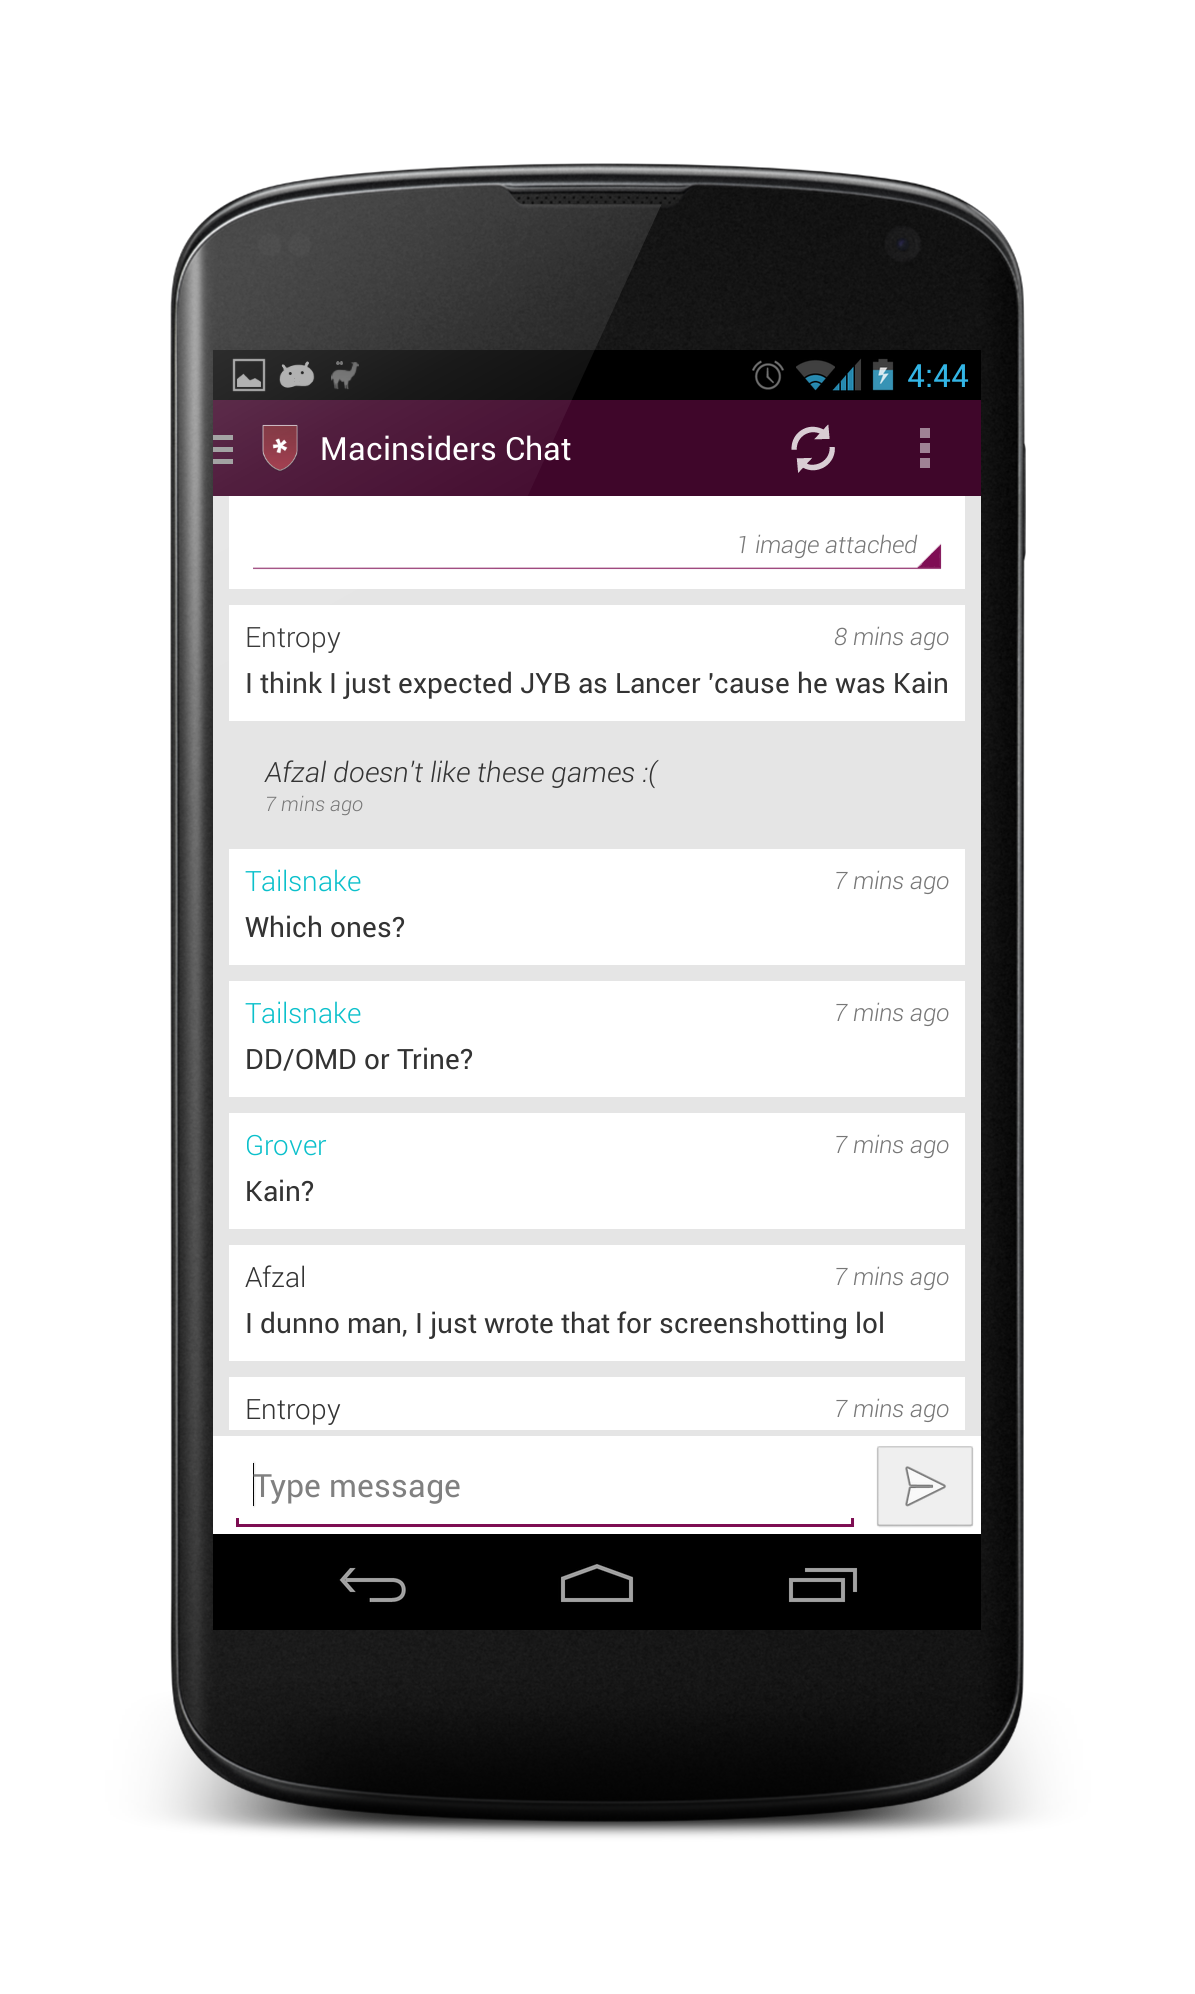 4:44
Macinsiders Chat
1 image attached
Entropy 8 mins ago
I think I just expected JYB as Lancer 'cause he was Kain
Afzal doesn't like these games :(
7 mins ago
Tailsnake 7 mins ago
Which ones?
Tailsnake 7 mins ago
DD/OMD or Trine?
Grover 7 mins ago
Kain?
Afzal 7 mins ago
I dunno man, I just wrote that for screenshotting lol
Entropy 7 mins ago
Type message